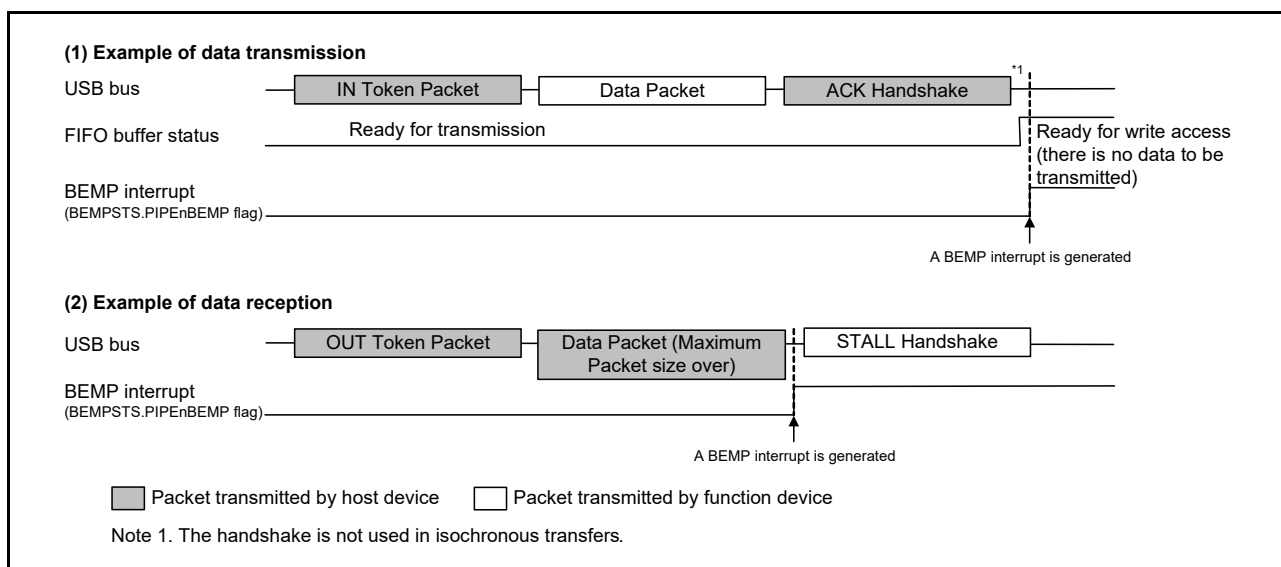 (1) Example of data transmission
USB bus
IN Token Packet
Data Packet
ACK Handshake
*1
FIFO buffer status
Ready for transmission
Ready for write access
(there is no data to be
transmitted)
BEMP interrupt
(BEMPSTS.PIPEnBEMP flag)
A BEMP interrupt is generated
(2) Example of data reception
USB bus
OUT Token Packet
Data Packet (Maximum
Packet size over)
STALL Handshake
BEMP interrupt
(BEMPSTS.PIPEnBEMP flag)
A BEMP interrupt is generated
Packet transmitted by host device
Packet transmitted by function device
Note 1. The handshake is not used in isochronous transfers.